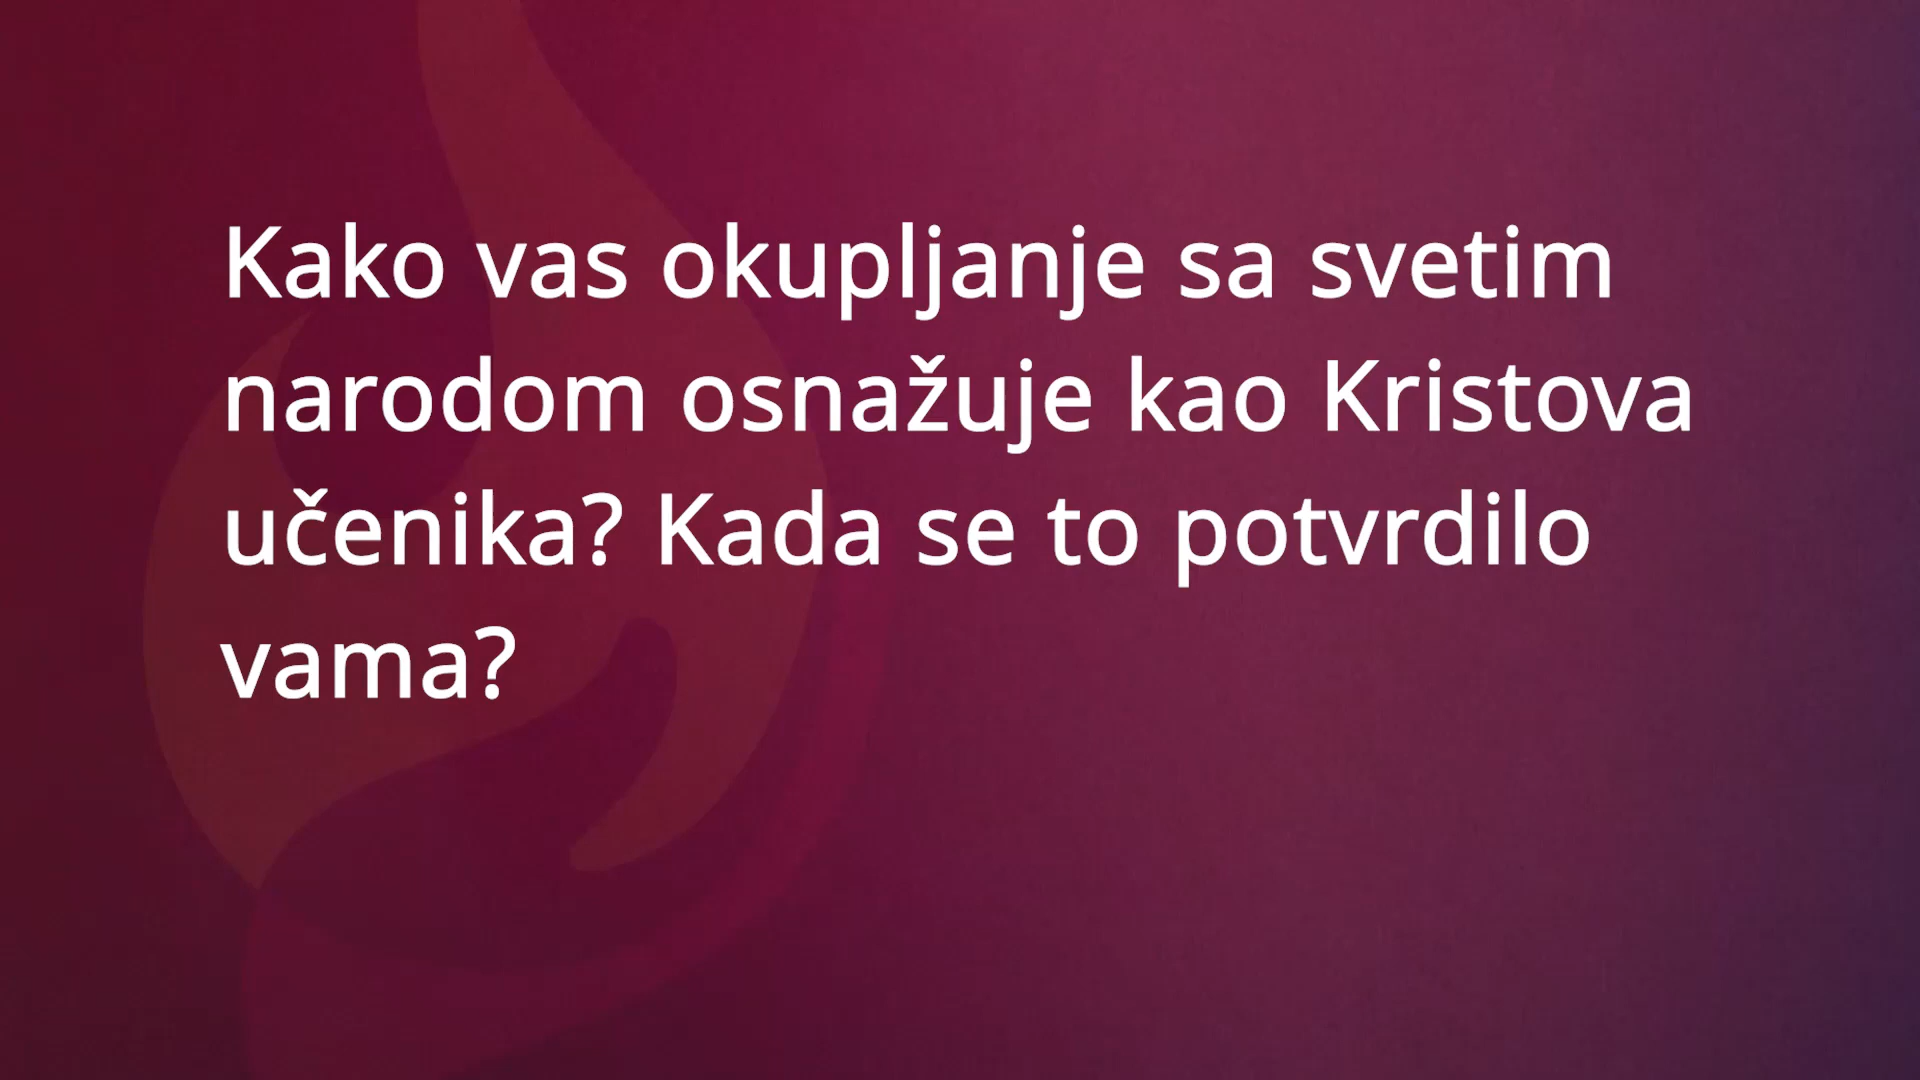 Kako vas okupljanje sa svetim
narodom osnažuje kao Kristova
učenika? Kada se to potvrdilo
vama?